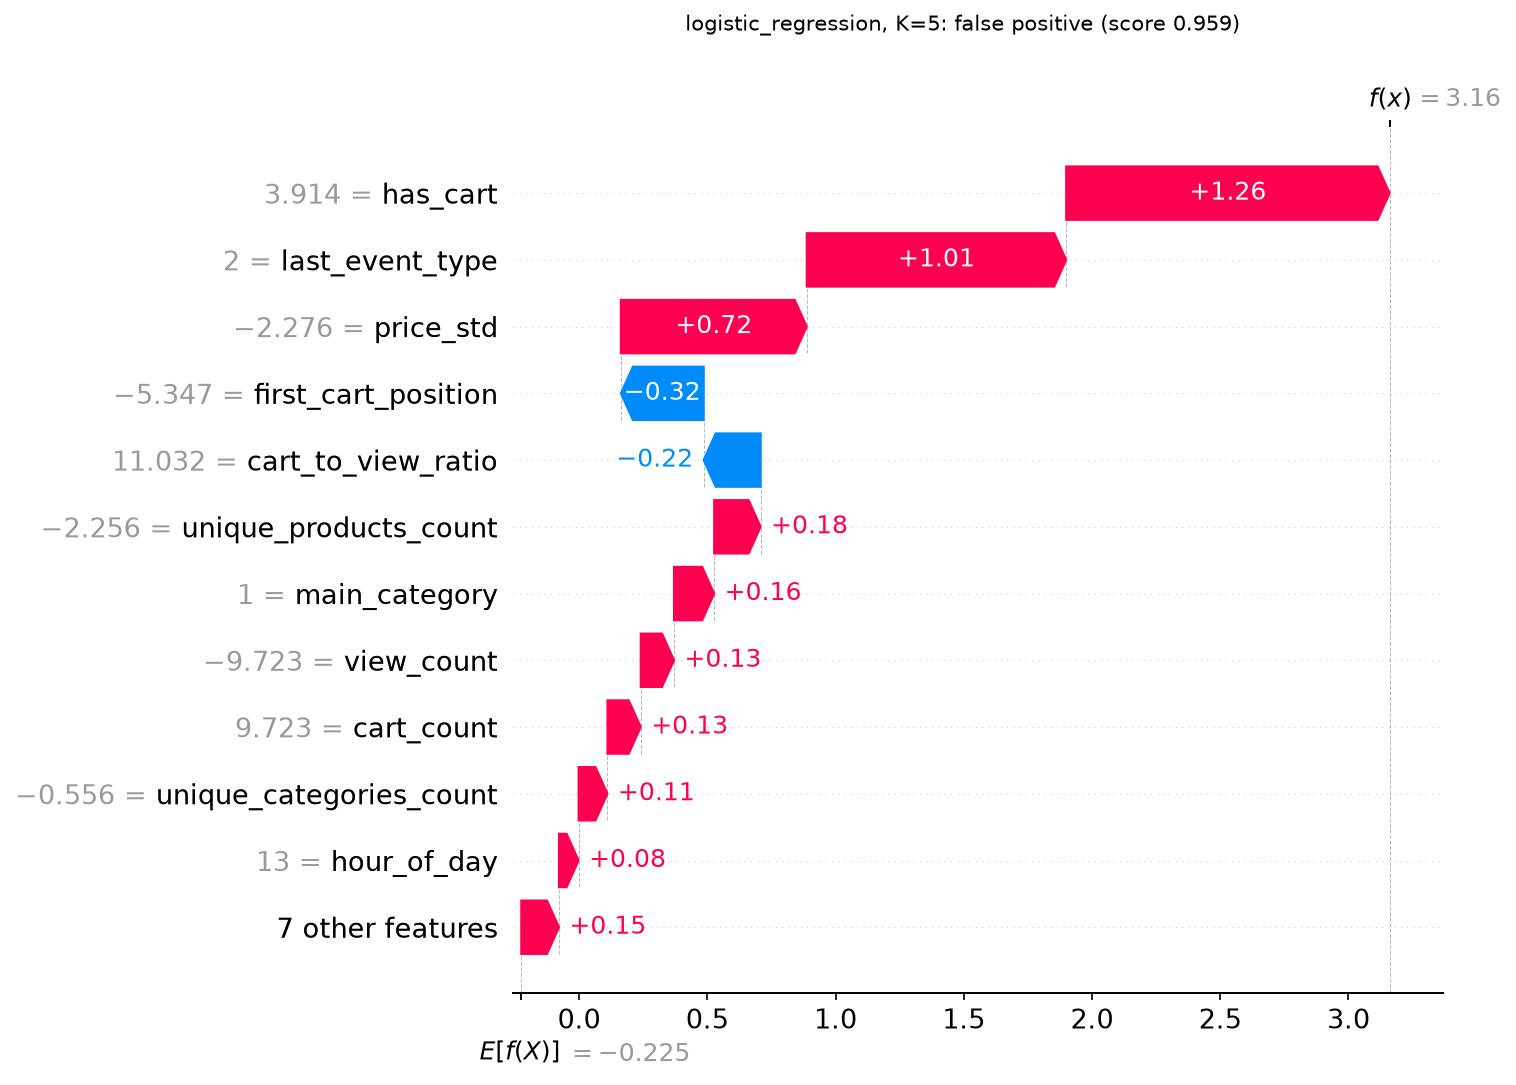 logistic_regression, K=5: false positive (score 0.959)
f(x) = 3.16
3.914 = has_cart +1.26
2 = last_event_type +1.01
−2.276 = price_std +0.72
−5.347 = first_cart_position −0.32
11.032 = cart_to_view_ratio −0.22
−2.256 = unique_products_count +0.18
1 = main_category +0.16
−9.723 = view_count +0.13
9.723 = cart_count +0.13
−0.556 = unique_categories_count +0.11
13 = hour_of_day +0.08
7 other features +0.15
0.0 0.5 1.0 1.5 2.0 2.5 3.0
E[f(X)] = −0.225